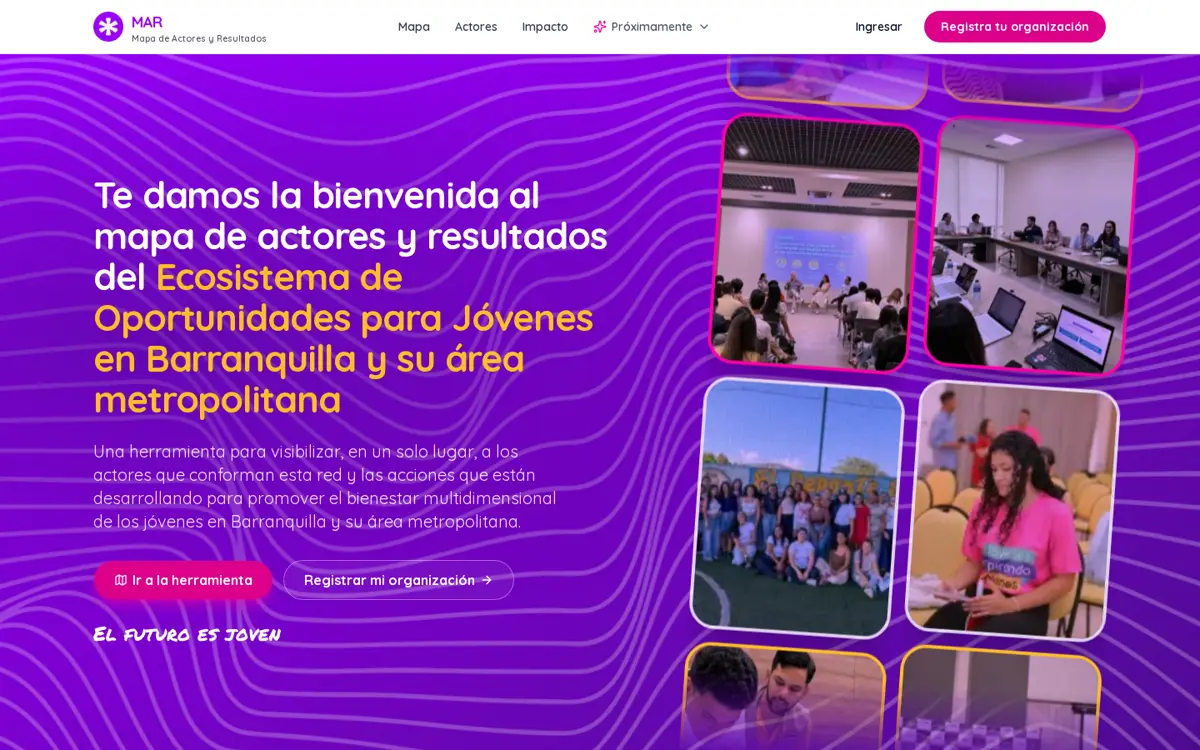 MAR
Mapa de Actores y Resultados
Mapa
Actores
Impacto
Próximamente
Ingresar
Registra tu organización
Te damos la bienvenida al
mapa de actores y resultados
del Ecosistema de
Oportunidades para Jóvenes
en Barranquilla y su área
metropolitana
Una herramienta para visibilizar, en un solo lugar, a los
actores que conforman esta red y las acciones que están
desarrollando para promover el bienestar multidimensional
de los jóvenes en Barranquilla y su área metropolitana.
Ir a la herramienta
Registrar mi organización →
El futuro es joven